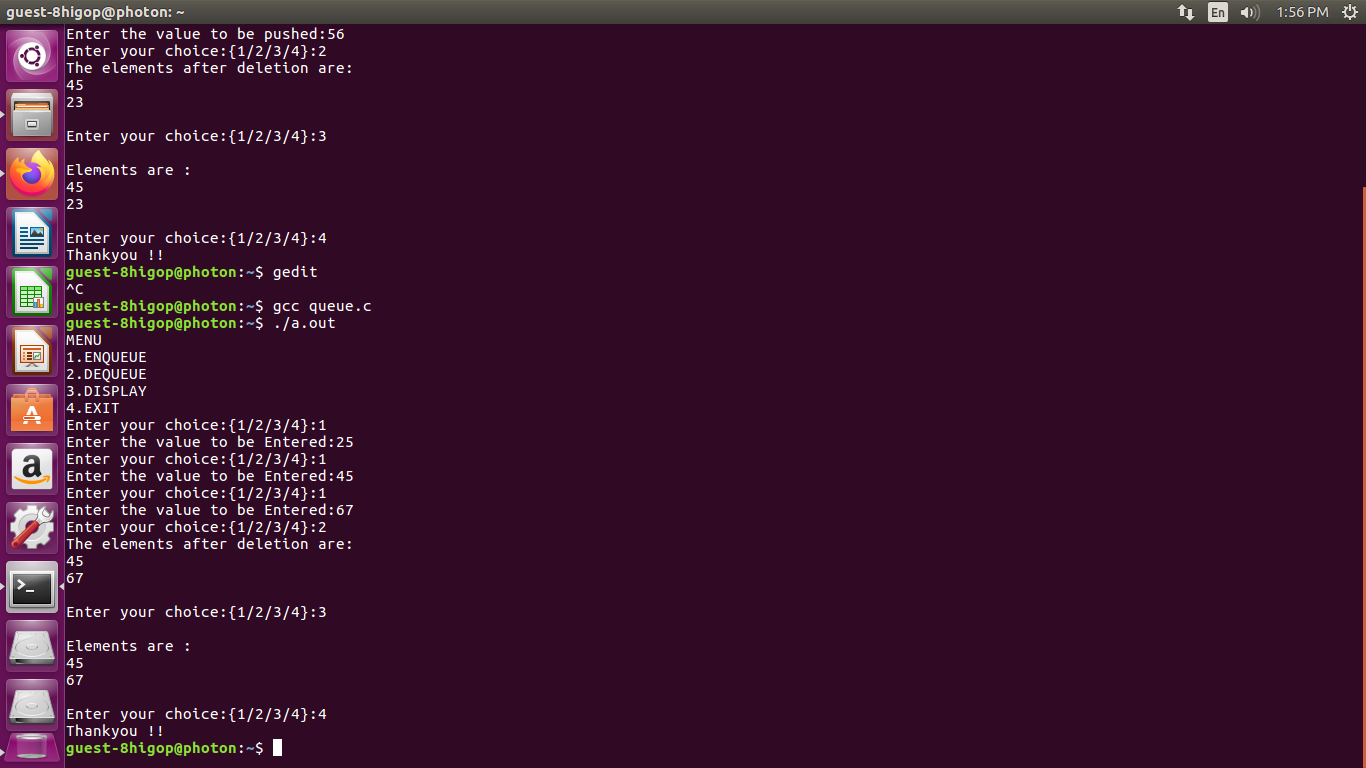 guest-8higop@photon: ~
En
1:56 PM
Enter the value to be pushed:56
Enter your choice:{1/2/3/4}:2
The elements after deletion are:
45
23
Enter your choice:{1/2/3/4}:3
Elements are :
45
23
Enter your choice:{1/2/3/4}:4
Thankyou !!
guest-8higop@photon:~$ gedit
^C
guest-8higop@photon:~$ gcc queue.c
guest-8higop@photon:~$ ./a.out
MENU
1.ENQUEUE
2.DEQUEUE
3.DISPLAY
4.EXIT
Enter your choice:{1/2/3/4}:1
Enter the value to be Entered:25
Enter your choice:{1/2/3/4}:1
Enter the value to be Entered:45
Enter your choice:{1/2/3/4}:1
Enter the value to be Entered:67
Enter your choice:{1/2/3/4}:2
The elements after deletion are:
45
67
Enter your choice:{1/2/3/4}:3
Elements are :
45
67
Enter your choice:{1/2/3/4}:4
Thankyou !!
guest-8higop@photon:~$